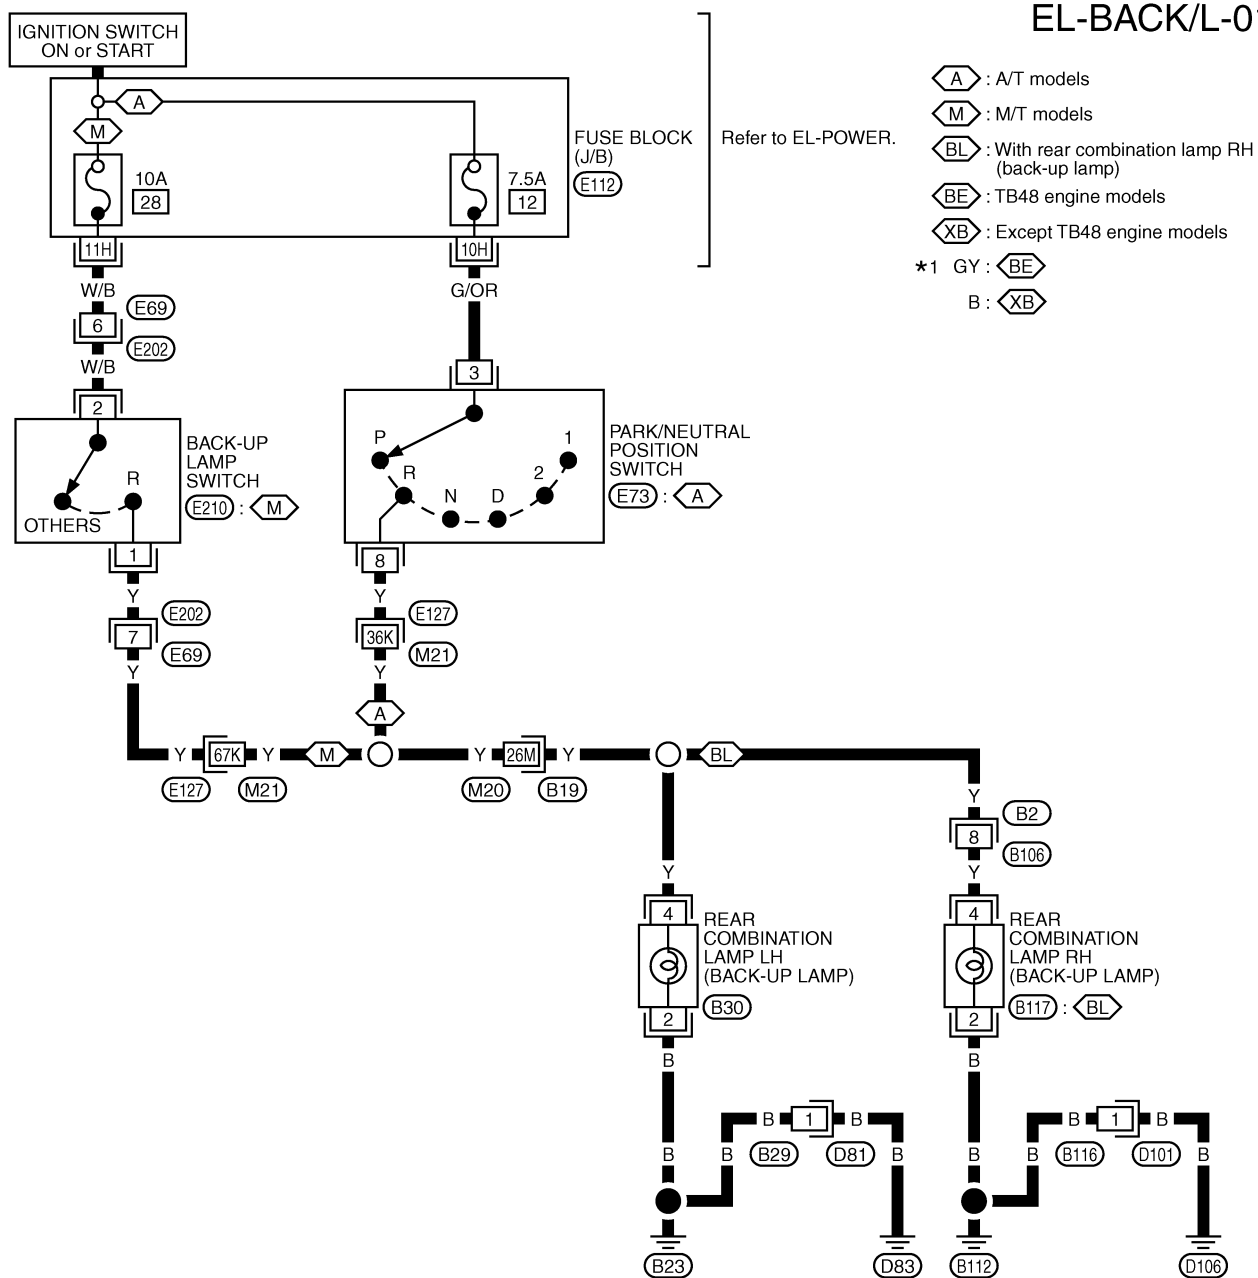 EL-BACK/L-01
IGNITION SWITCH
ON or START
A
M
10A
28
7.5A
12
FUSE BLOCK
(J/B)
E112
Refer to EL-POWER.
A : A/T models
M : M/T models
BL : With rear combination lamp RH
(back-up lamp)
BE : TB48 engine models
XB : Except TB48 engine models
*1 GY : BE
B : XB
11H
10H
W/B
G/OR
E69
6
E202
W/B
2
3
BACK-UP
LAMP
SWITCH
E210 : M
R
OTHERS
1
P
R
N
D
2
1
PARK/NEUTRAL
POSITION
SWITCH
E73 : A
8
Y
Y
E202
7
E69
E127
36K
M21
Y
Y
A
Y
67K
Y
M
Y
26M
Y
BL
E127
M21
M20
B19
Y
B2
8
B106
Y
Y
4
4
REAR
COMBINATION
LAMP LH
(BACK-UP LAMP)
B30
REAR
COMBINATION
LAMP RH
(BACK-UP LAMP)
B117 : BL
2
2
B
B
B
1
B
B
1
B
B29
D81
B116
D101
B
B
B
B
B
B
B23
D83
B112
D106